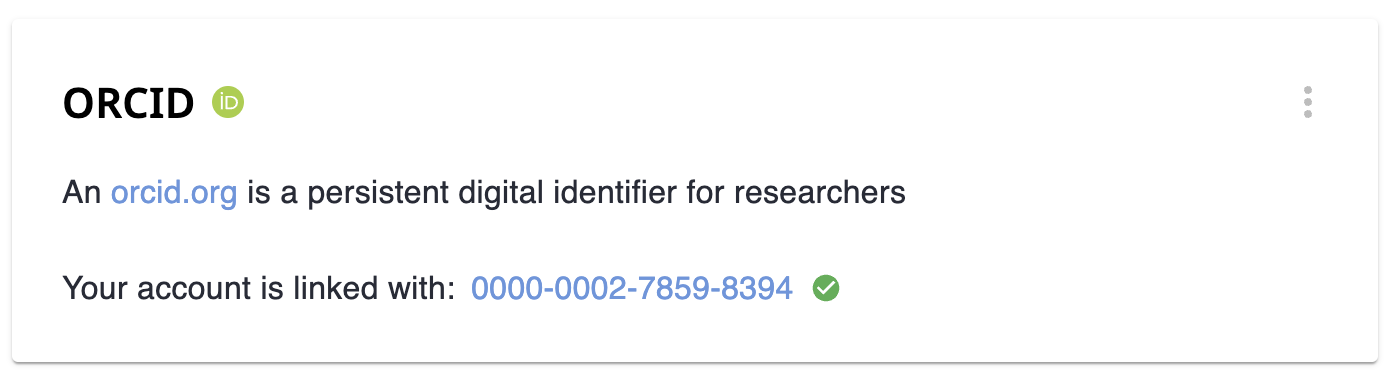 ORCID iD
An orcid.org is a persistent digital identifier for researchers
Your account is linked with: 0000-0002-7859-8394